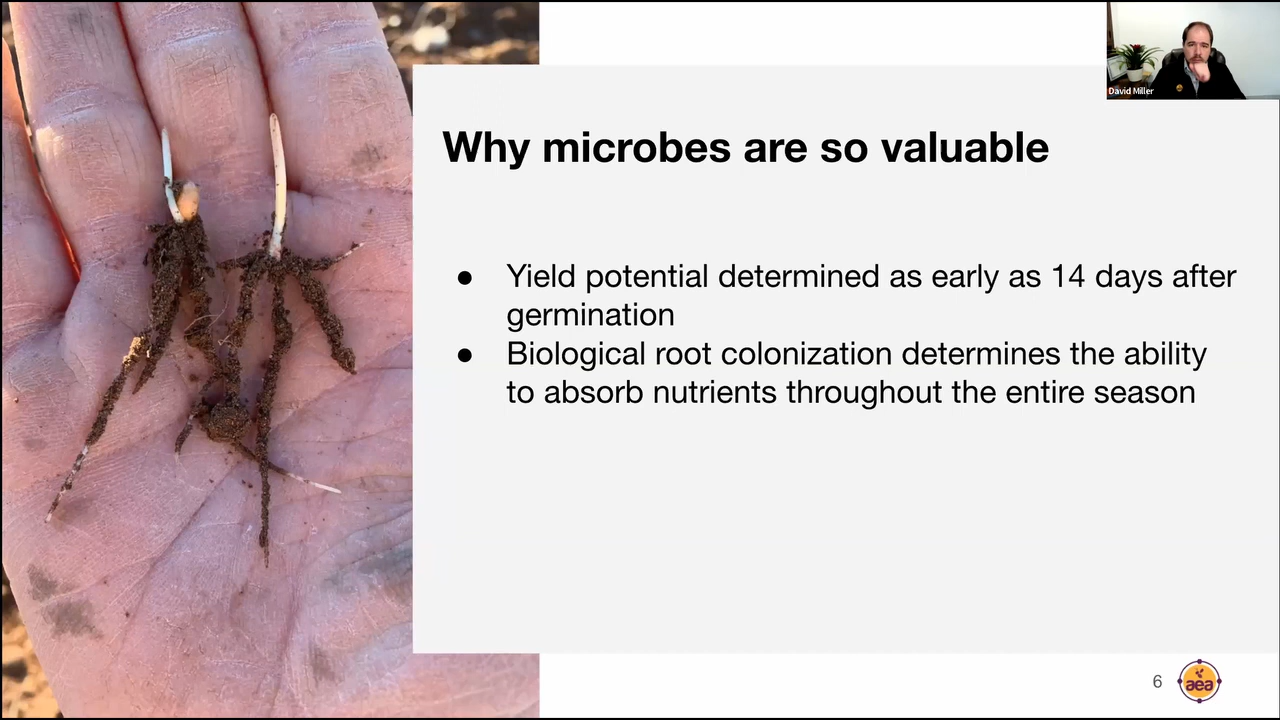 David Miller
Why microbes are so valuable
● Yield potential determined as early as 14 days after
germination
● Biological root colonization determines the ability
to absorb nutrients throughout the entire season
6
aea